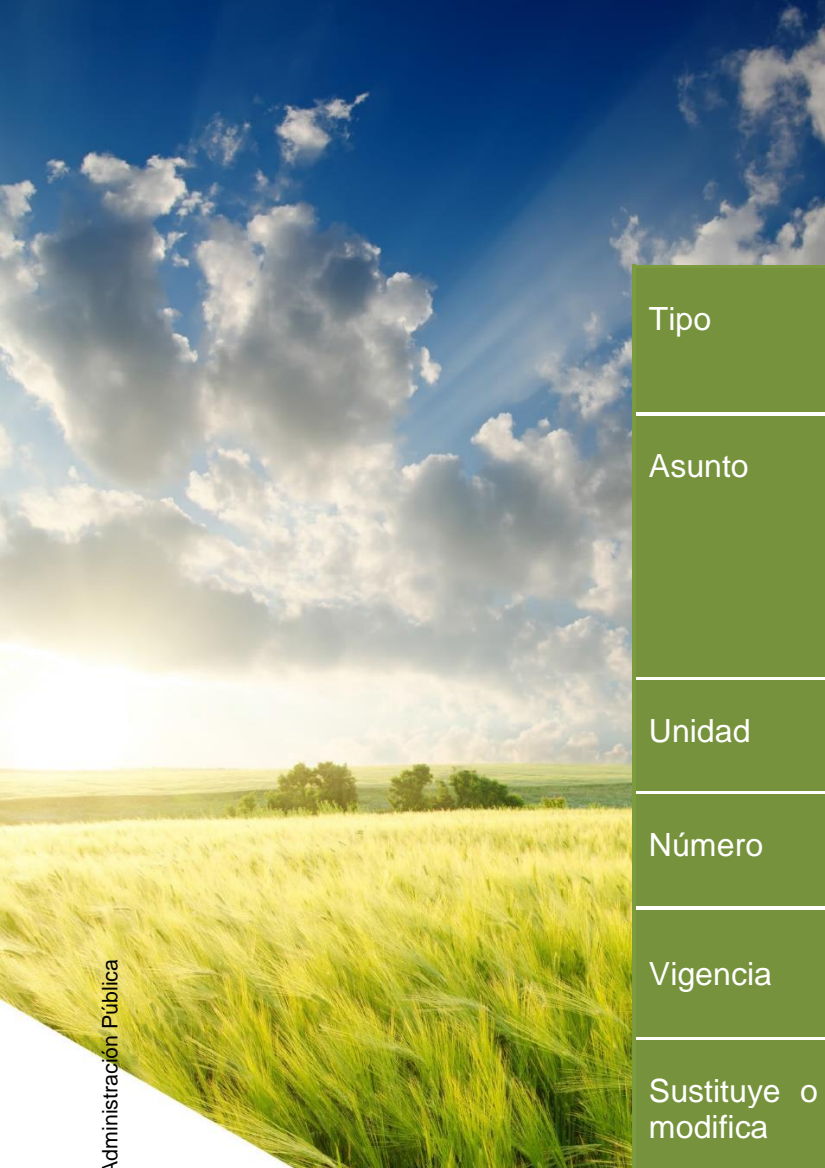 Tipo
Asunto
Unidad
Número
Vigencia
Sustituye o
modifica
Administración Pública